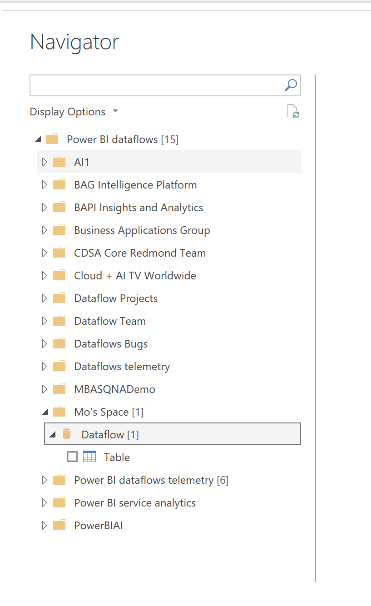 Navigator
Display Options
Power BI dataflows [15]
AI1
BAG Intelligence Platform
BAPI Insights and Analytics
Business Applications Group
CDSA Core Redmond Team
Cloud + AI TV Worldwide
Dataflow Projects
Dataflow Team
Dataflows Bugs
Dataflows telemetry
MBASQNADemo
Mo's Space [1]
Dataflow [1]
Table
Power BI dataflows telemetry [6]
Power BI service analytics
PowerBIAI